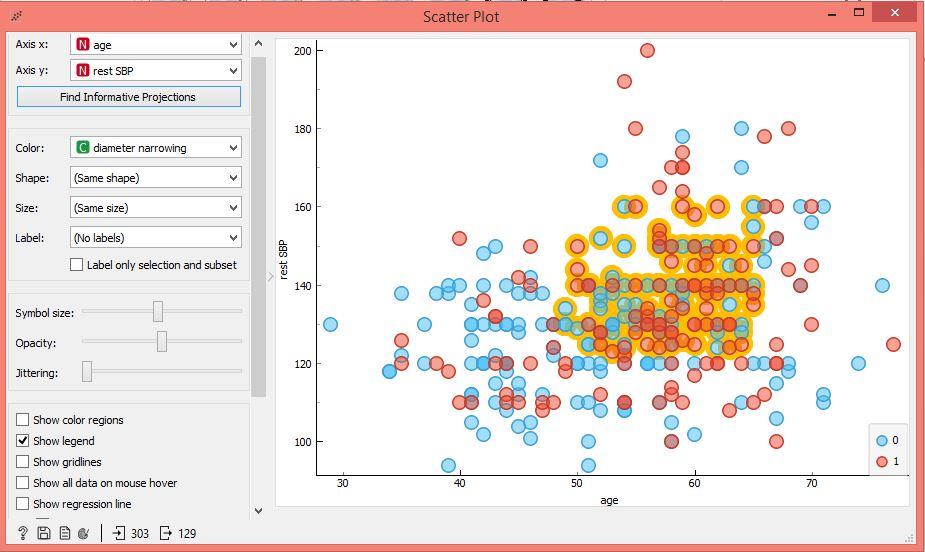 Scatter Plot
Axis x: N age
Axis y: N rest SBP
Find Informative Projections
Color: C diameter narrowing
Shape: (Same shape)
Size: (Same size)
Label: (No labels)
Label only selection and subset
Symbol size:
Opacity:
Jittering:
Show color regions
Show legend
Show gridlines
Show all data on mouse hover
Show regression line
? 303 129
200
180
160
140
120
100
rest SBP
30 40 50 60 70
age
0
1